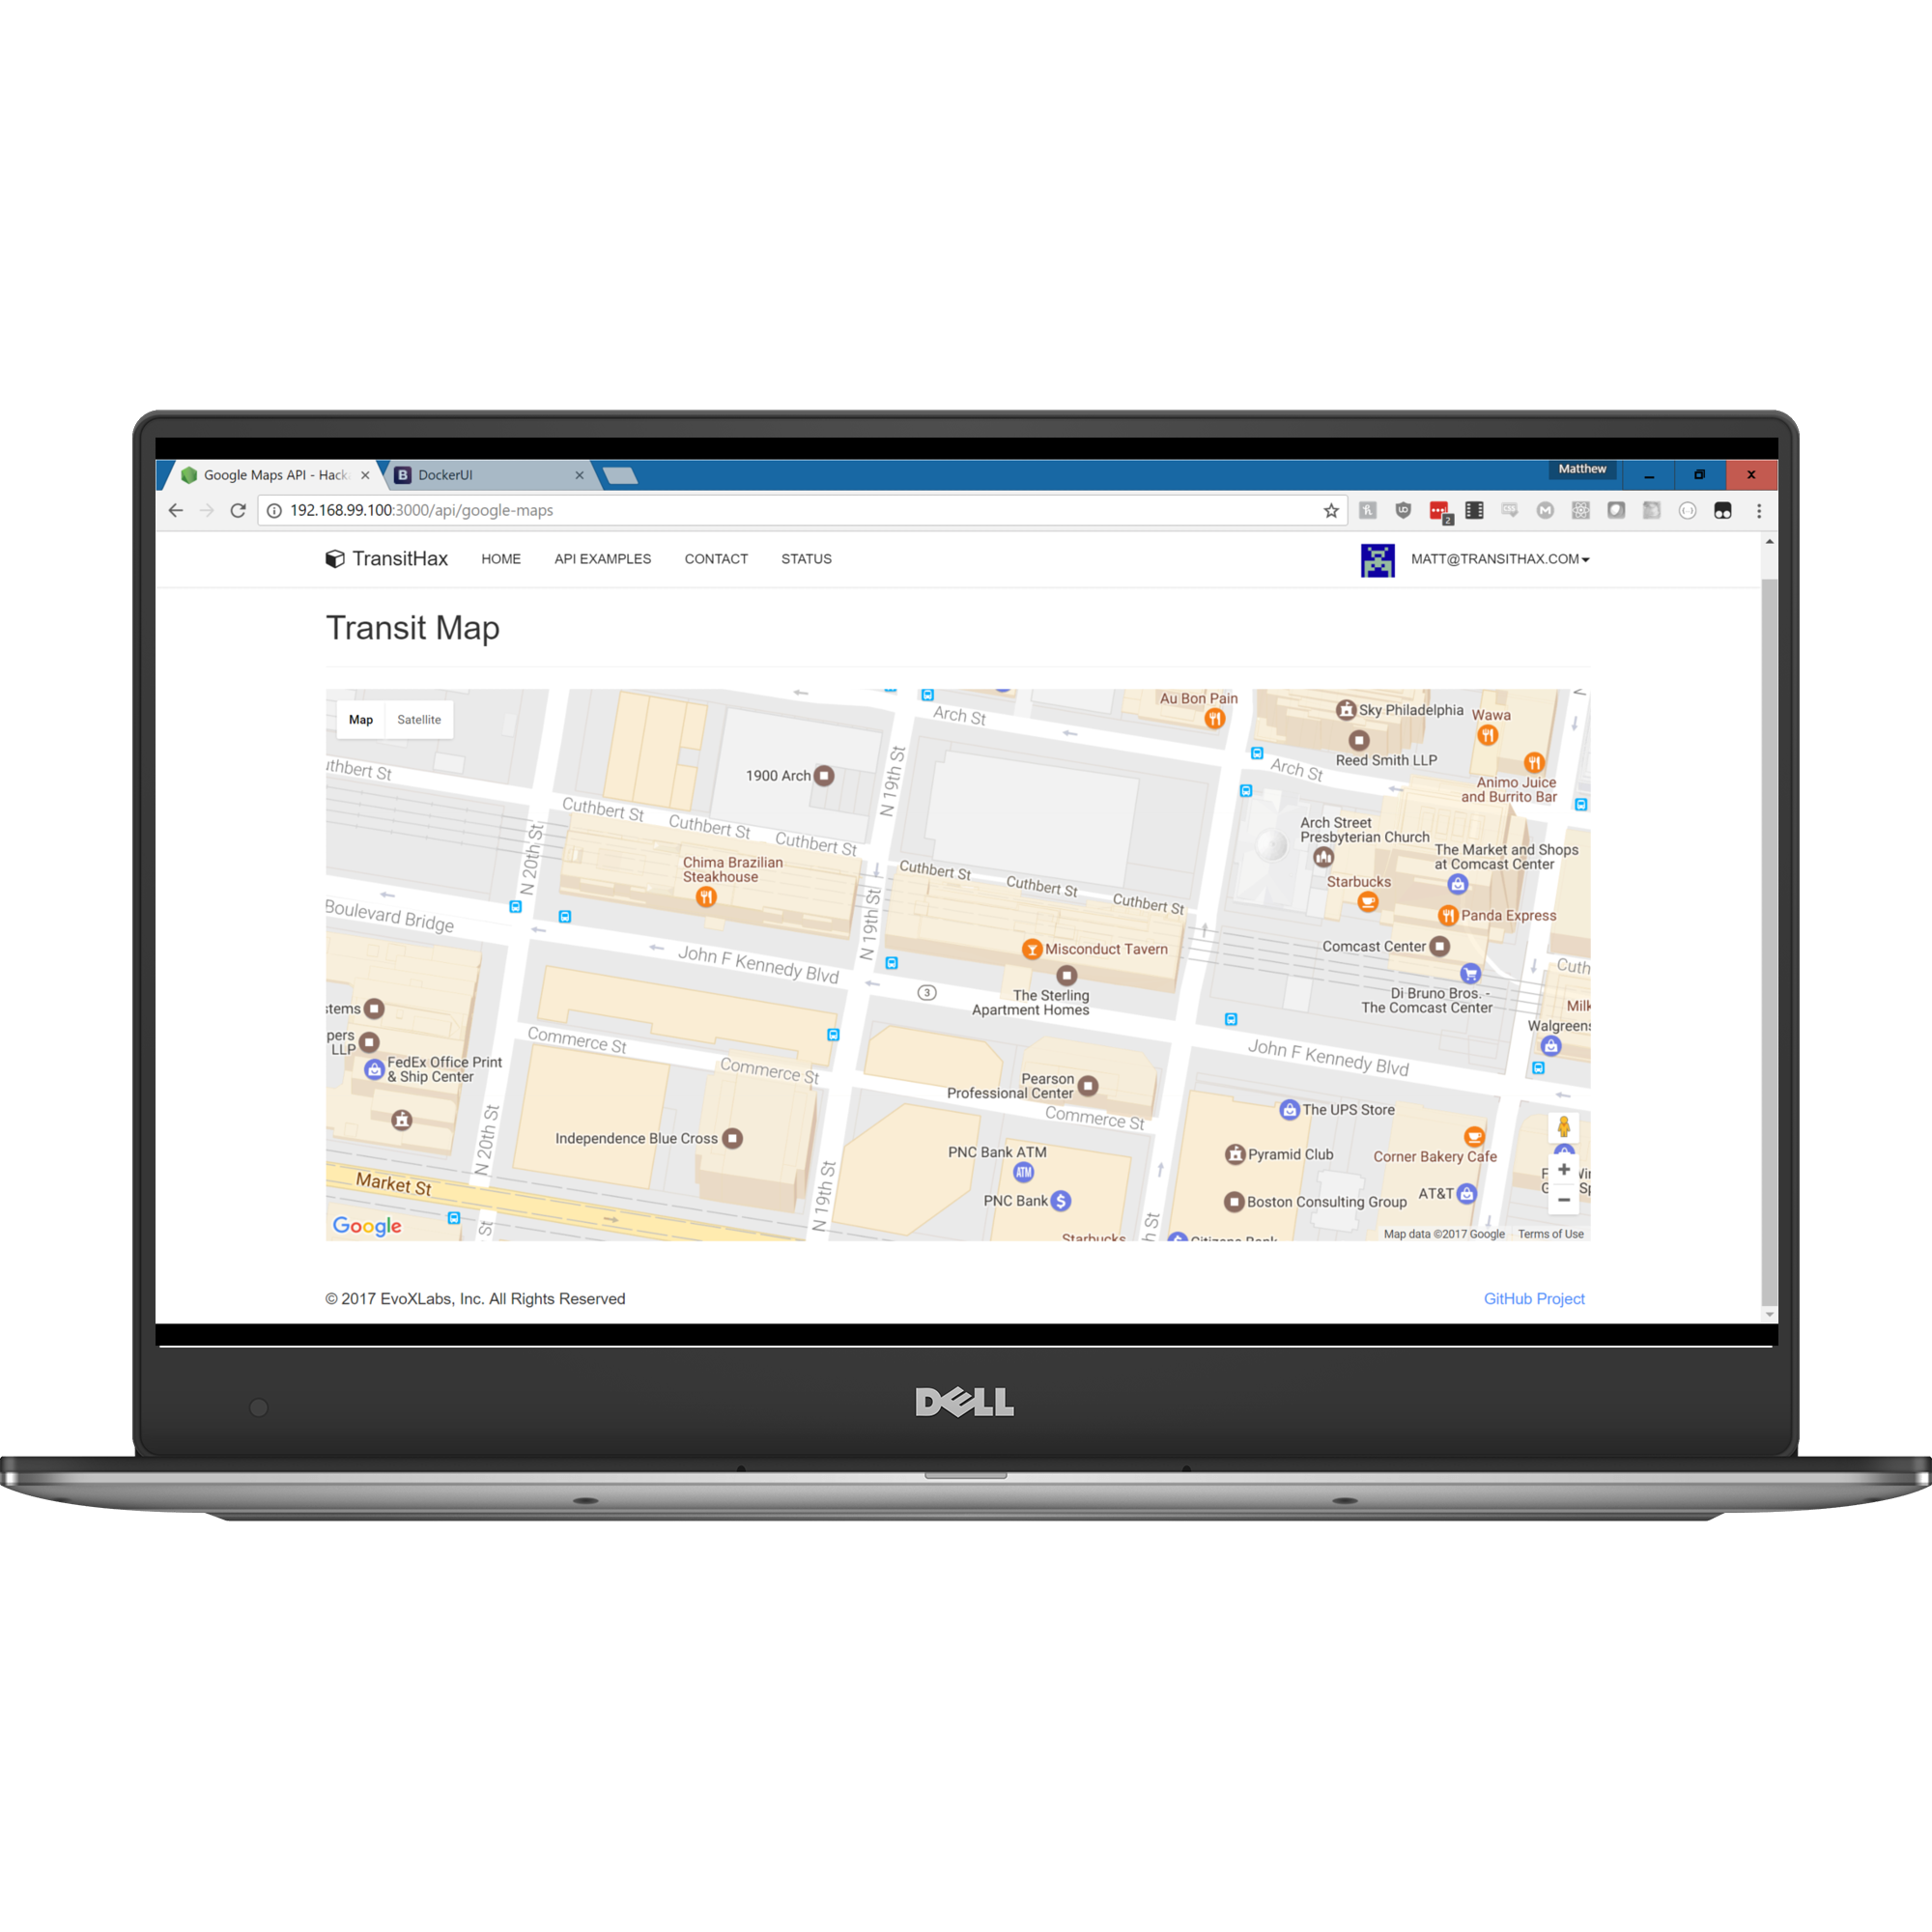 Google Maps API - Hack
DockerUI
Matthew
192.168.99.100:3000/api/google-maps
2
TransitHax
HOME
API EXAMPLES
CONTACT
STATUS
MATT@TRANSITHAX.COM
Transit Map
Map
Satellite
Arch St
Au Bon Pain
Sky Philadelphia
Wawa
Reed Smith LLP
Arch St
Animo Juice
and Burrito Bar
1900 Arch
N 19th St
uthbert St
Cuthbert St
Cuthbert St
Cuthbert St
Cuthbert St
Cuthbert St
Cuthbert St
N 20th St
Chima Brazilian
Steakhouse
Arch Street
Presbyterian Church
The Market and Shops
at Comcast Center
Starbucks
Panda Express
Boulevard Bridge
N 19th St
Misconduct Tavern
Comcast Center
John F Kennedy Blvd
Cuth
3
The Sterling
Apartment Homes
Di Bruno Bros. -
The Comcast Center
Milk
stems
Walgreens
pers
LLP
Commerce St
John F Kennedy Blvd
FedEx Office Print
& Ship Center
Commerce St
Pearson
Professional Center
Commerce St
The UPS Store
N 20th St
Independence Blue Cross
PNC Bank ATM
ATM
Pyramid Club
Corner Bakery Cafe
Market St
N 19th St
PNC Bank
Boston Consulting Group
AT&T
Google
St
Starbucks
h St
Citizens Bank
Map data ©2017 Google
Terms of Use
© 2017 EvoXLabs, Inc. All Rights Reserved
GitHub Project
DELL